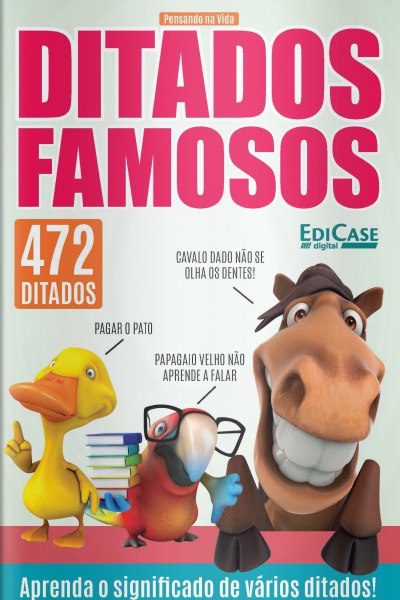 Pensando na Vida
DITADOS
FAMOSOS
472
DITADOS
EDICASE
digital
CAVALO DADO NÃO SE
OLHA OS DENTES!
PAGAR O PATO
PAPAGAIO VELHO NÃO
APRENDE A FALAR
Aprenda o significado de vários ditados!